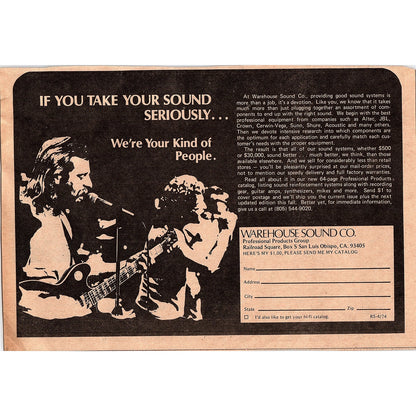 IF YOU TAKE YOUR SOUND
SERIOUSLY...
We're Your Kind of
People.
At Warehouse Sound Co., providing good sound systems is
more than a job, it's a devotion. Like you, we know that it takes
much more than just plugging together an assortment of com-
ponents to end up with the right sound. We begin with the best
professional equipment from companies such as Altec, JBL,
Crown, Cerwin-Vega, Sunn, Shure, Acoustic and many others.
Then we devote intensive research into which components are
the optimum for each application and carefully match each cus-
tomer's needs with the proper equipment.
The result is that all of our sound systems, whether $500
or $30,000, sound better . . . much better, we think, than those
available elsewhere. And we sell for considerably less than retail
stores — you'll be pleasantly surprised at our mail-order prices,
not to mention our speedy delivery and full factory warranties.
Read all about it in our new 64-page Professional Products
catalog, listing sound reinforcement systems along with recording
gear, guitar amps, synthesizers, mikes and more. Send $1 to
cover postage and we'll ship you the current issue plus the next
updated edition this fall. Better yet, for immediate information,
give us a call at (805) 544-9020.
WAREHOUSE SOUND CO.
Professional Products Group
Railroad Square, Box S San Luis Obispo, CA. 93405
HERE'S MY $1.00, PLEASE SEND ME MY CATALOG
Name
Address
City
State Zip
I'd also like to get your hi-fi catalog. RS-4/74